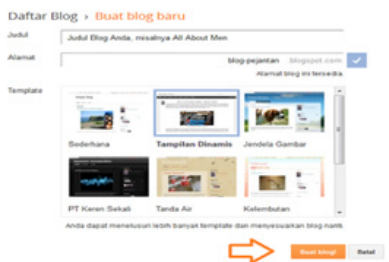 Daftar Blog › Buat blog baru
Judul
Judul Blog Anda, misalnya All About Men
Alamat
blog-pejantan .blogspot.com
Alamat blog ini tersedia.
Template
Sederhana Tampilan Dinamis Jendela Gambar
PT Keren Sekali Tanda Air Kelembutan
Anda dapat menelusuri lebih banyak template dan menyesuaikan blog nanti
Buat blog! Batal